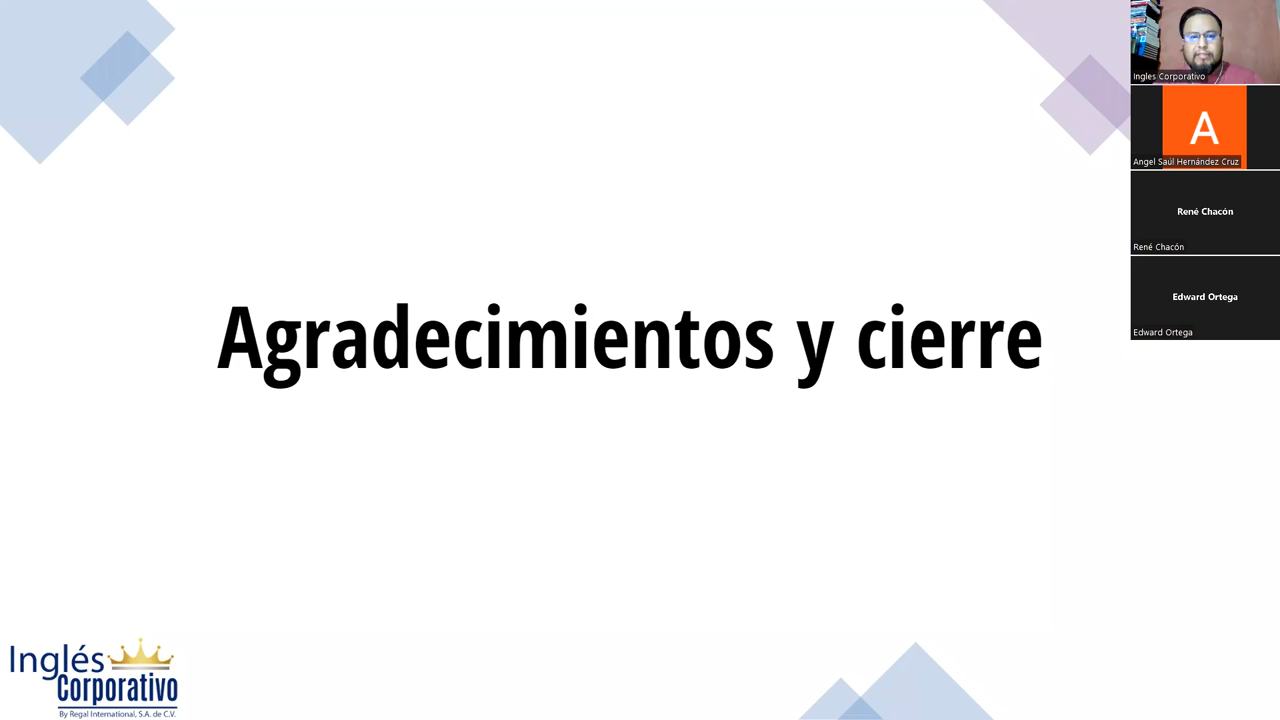 Agradecimientos y cierre
Inglés
Corporativo
By Regal International, S.A. de C.V.
Ingles Corporativo
A
Angel Saúl Hernández Cruz
René Chacón
René Chacón
Edward Ortega
Edward Ortega